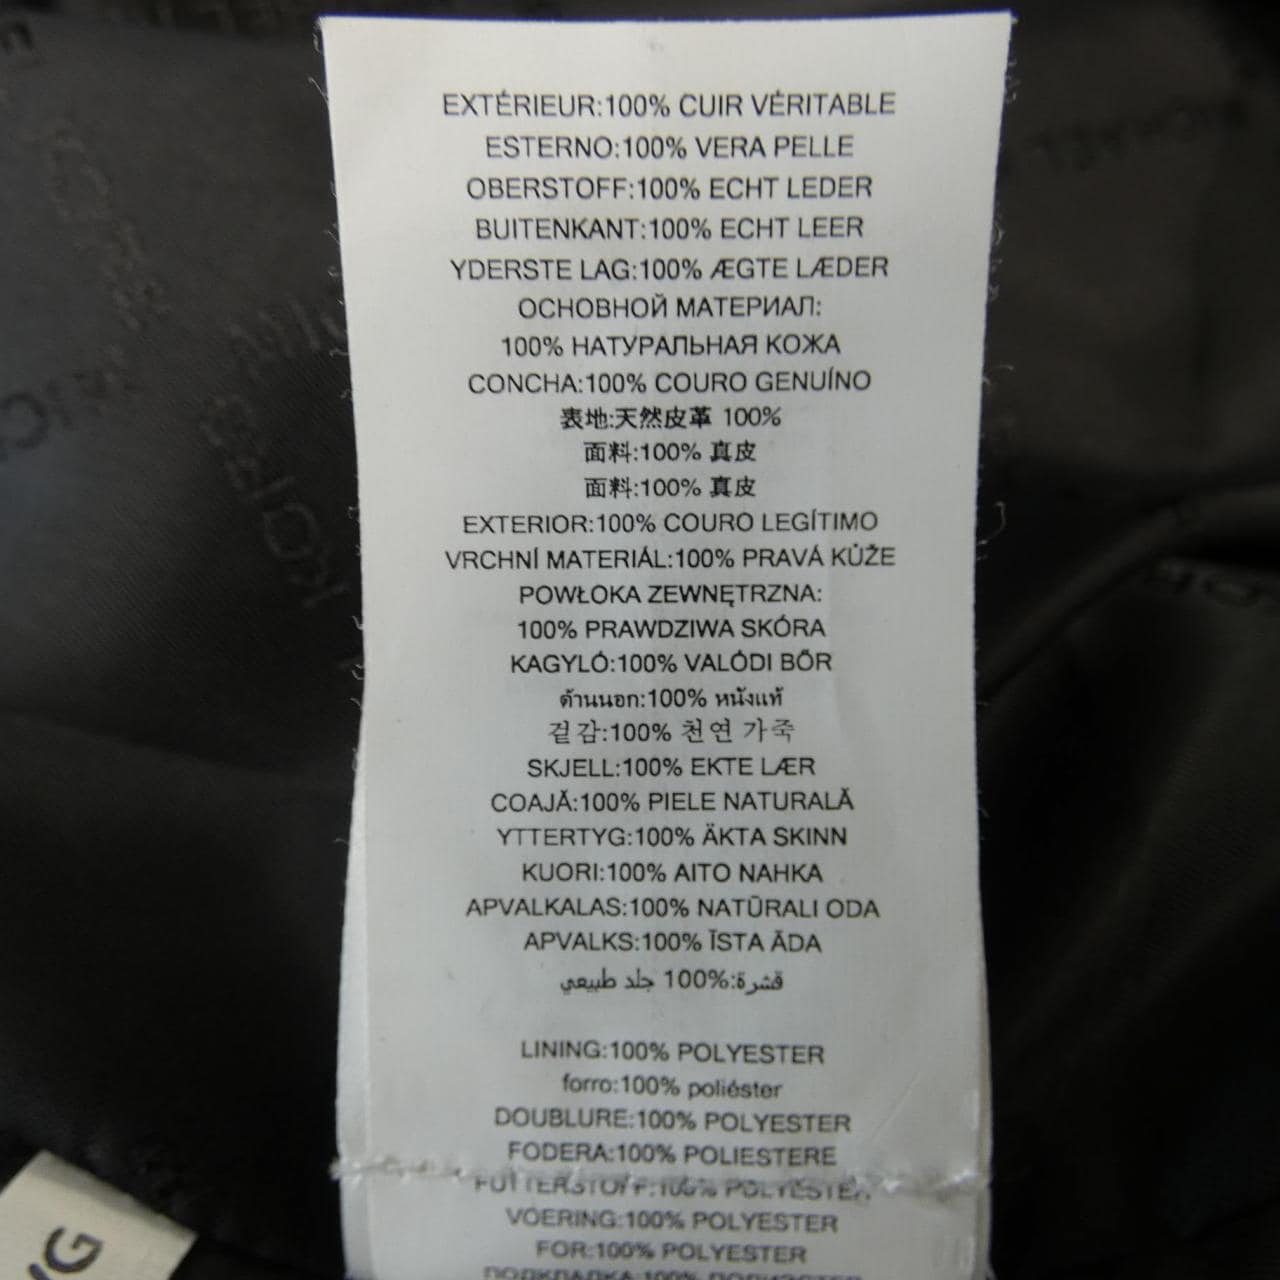 EXTÉRIEUR:100% CUIR VÉRITABLE
ESTERNO:100% VERA PELLE
OBERSTOFF:100% ECHT LEDER
BUITENKANT:100% ECHT LEER
YDERSTE LAG:100% ÆGTE LÆDER
ОСНОВНОЙ МАТЕРИАЛ:
100% НАТУРАЛЬНАЯ КОЖА
CONCHA:100% COURO GENUÍNO
表地:天然皮革 100%
面料:100% 真皮
面料:100% 真皮
EXTERIOR:100% COURO LEGÍTIMO
VRCHNÍ MATERIÁL:100% PRAVÁ KŮŽE
POWŁOKA ZEWNĘTRZNA:
100% PRAWDZIWA SKÓRA
KAGYLÓ:100% VALÓDI BŐR
ด้านนอก:100% หนังแท้
겉감:100% 천연 가죽
SKJELL:100% EKTE LÆR
COAJĂ:100% PIELE NATURALĂ
YTTERTYG:100% ÄKTA SKINN
KUORI:100% AITO NAHKA
APVALKALAS:100% NATŪRALI ODA
APVALKS:100% ĪSTA ĀDA
قشرة:100% جلد طبيعي
LINING:100% POLYESTER
forro:100% poliéster
DOUBLURE:100% POLYESTER
FODERA:100% POLIESTERE
FUTTERSTOFF:100% POLYESTER
VOERING:100% POLYESTER
FOR:100% POLYESTER